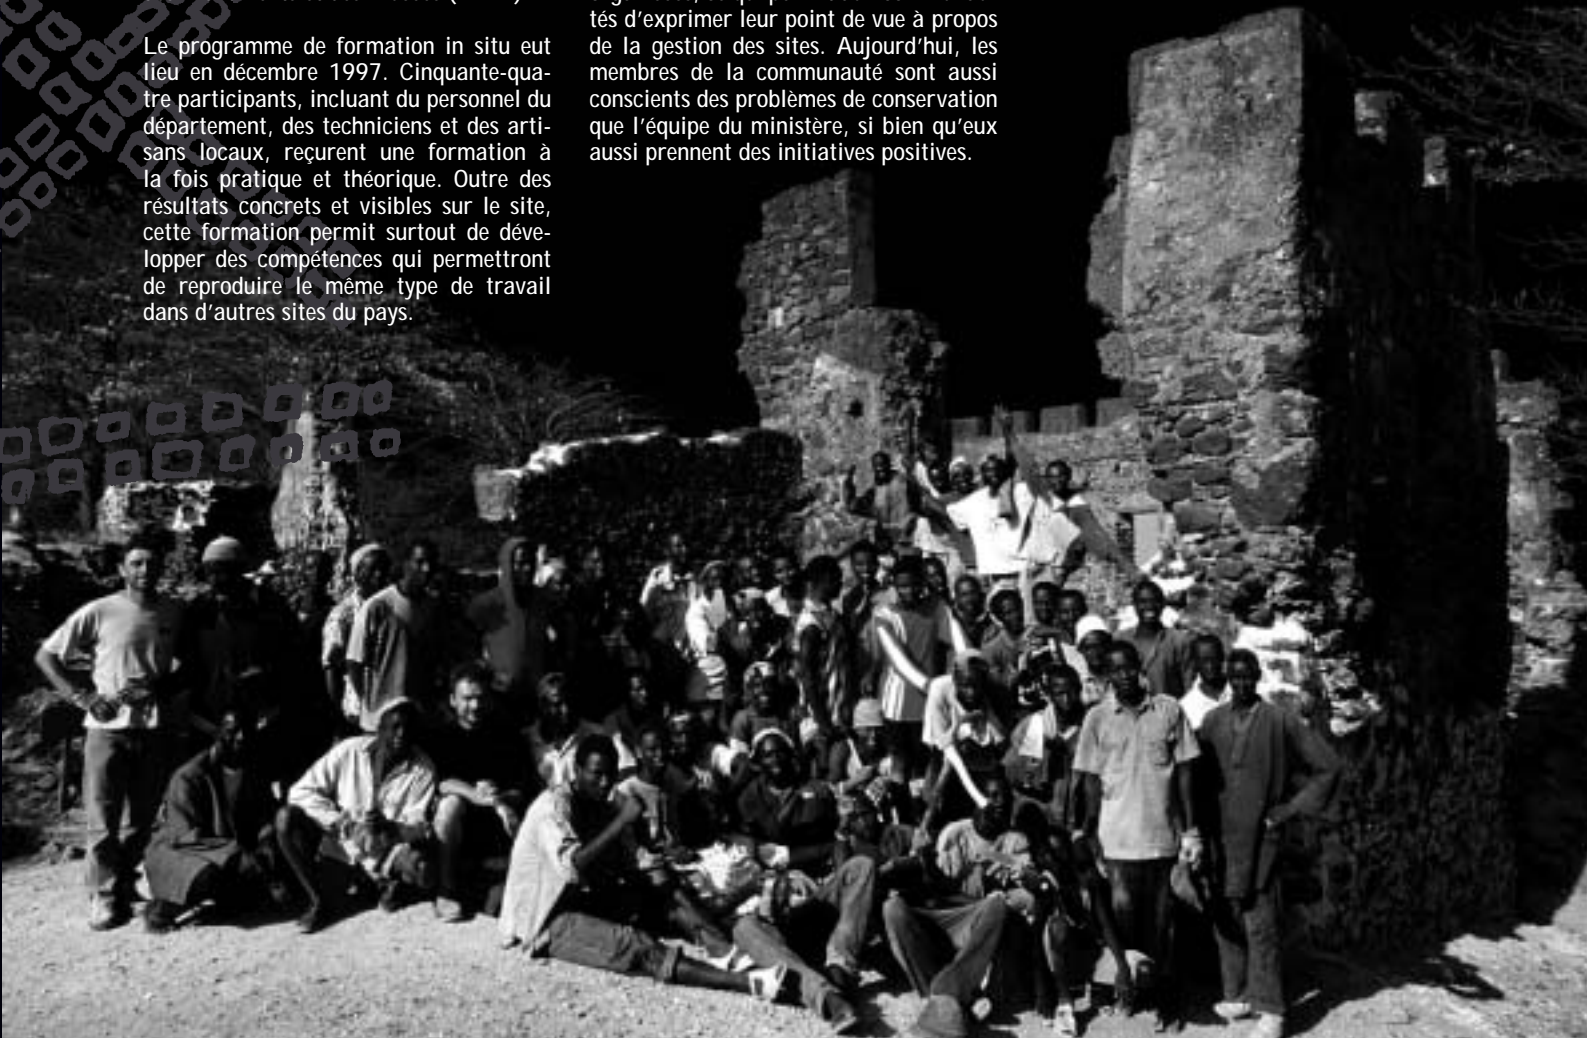 Le programme de formation in situ eut
lieu en décembre 1997. Cinquante-qua-
tre participants, incluant du personnel du
département, des techniciens et des arti-
sans locaux, reçurent une formation à
la fois pratique et théorique. Outre des
résultats concrets et visibles sur le site,
cette formation permit surtout de déve-
lopper des compétences qui permettront
de reproduire le même type de travail
dans d'autres sites du pays.
tés d'exprimer leur point de vue à propos
de la gestion des sites. Aujourd'hui, les
membres de la communauté sont aussi
conscients des problèmes de conservation
que l'équipe du ministère, si bien qu'eux
aussi prennent des initiatives positives.